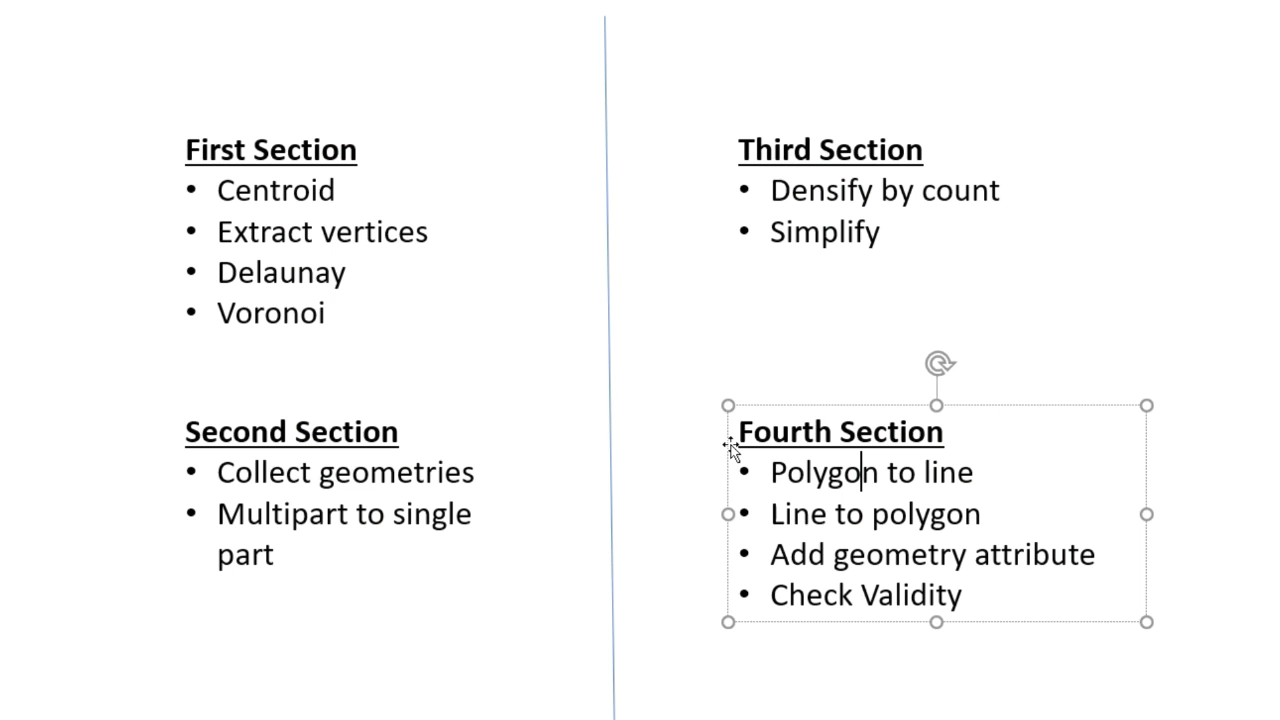 First Section
• Centroid
• Extract vertices
• Delaunay
• Voronoi
Second Section
• Collect geometries
• Multipart to single
part
Third Section
• Densify by count
• Simplify
Fourth Section
• Polygon to line
• Line to polygon
• Add geometry attribute
• Check Validity